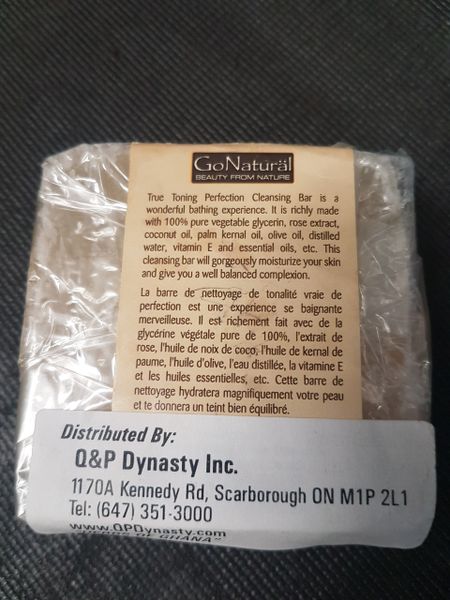 GoNaturäl
BEAUTY FROM NATURE
True Toning Perfection Cleansing Bar is a
wonderful bathing experience. It is richly made
with 100% pure vegetable glycerin, rose extract,
coconut oil, palm kernal oil, olive oil, distilled
water, vitamin E and essential oils, etc. This
cleansing bar will gorgeously moisturize your skin
and give you a well balanced complexion.
La barre de nettoyage de tonalité vraie de
perfection est une experience se baignante
merveilleuse. Il est richement fait avec de la
glycérine végétale pure de 100%, l'extrait de
rose, l'huile de noix de coco, l'huile de kernal de
paume, l'huile d'olive, l'eau distillée, la vitamine E
et les huiles essentielles, etc. Cette barre de
nettoyage hydratera magnifiquement votre peau
et te donnera un teint bien équilibré.
Distributed By:
Q&P Dynasty Inc.
1170A Kennedy Rd, Scarborough ON M1P 2L1
Tel: (647) 351-3000
www.QPDynasty.com
"HERBS OF GHANA"